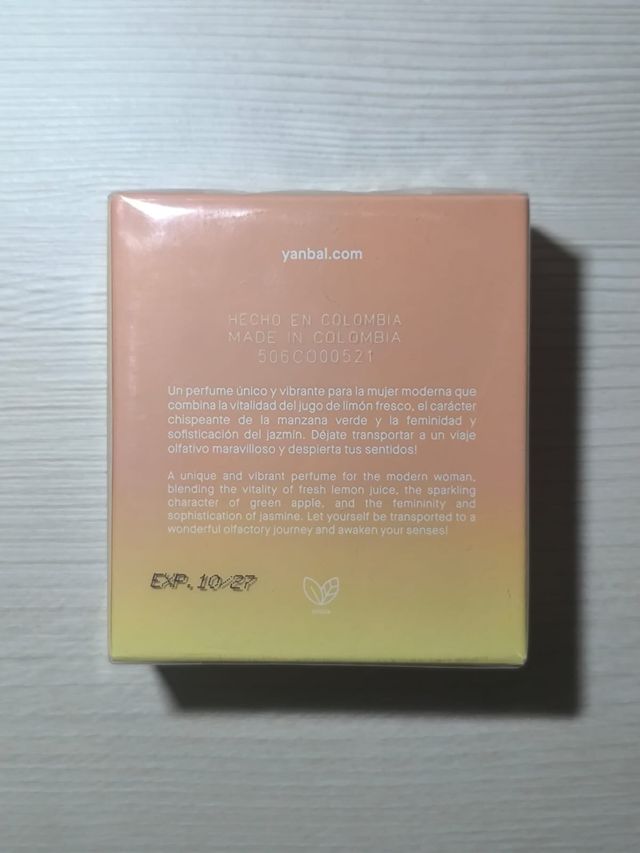 yanbal.com
HECHO EN COLOMBIA
MADE IN COLOMBIA
506CO00521
Un perfume único y vibrante para la mujer moderna que
combina la vitalidad del jugo de limón fresco, el carácter
chispeante de la manzana verde y la feminidad y
sofisticación del jazmín. Déjate transportar a un viaje
olfativo maravilloso y despierta tus sentidos!
A unique and vibrant perfume for the modern woman,
blending the vitality of fresh lemon juice, the sparkling
character of green apple, and the femininity and
sophistication of jasmine. Let yourself be transported to a
wonderful olfactory journey and awaken your senses!
EXP. 10/27